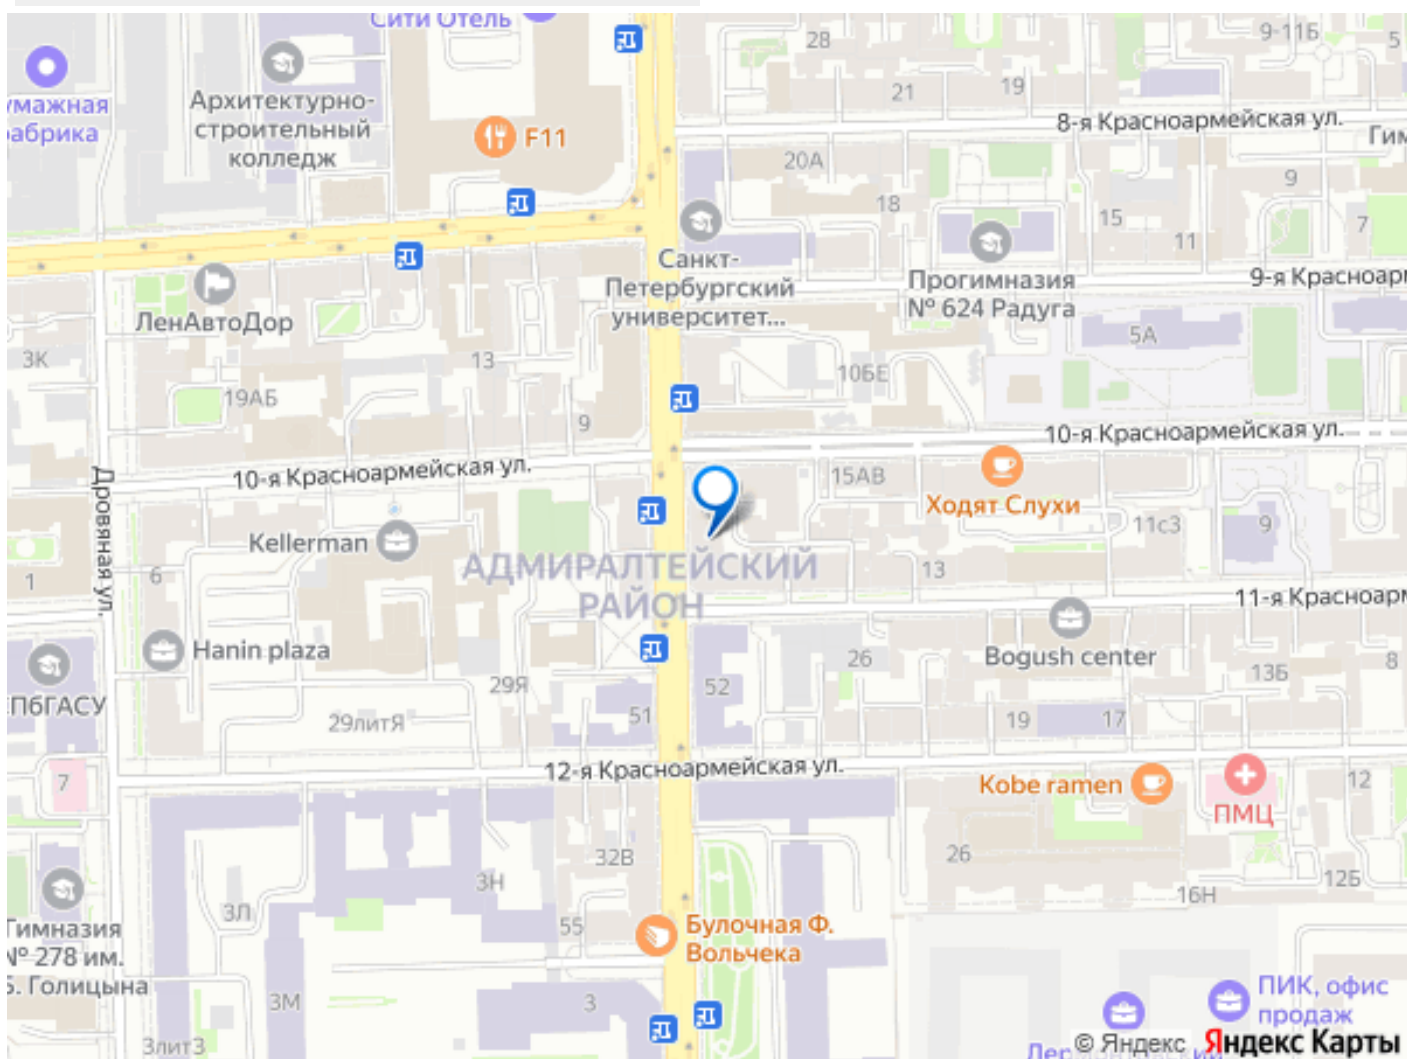 Сити Отель
28
9-11Б
5
умажная
абрика
Архитектурно-
строительный
колледж
F11
21
19
8-я Красноармейская ул.
Гим
20А
9
18
15
7
11
Санкт-
Петербургский
университет...
Прогимназия
№ 624 Радуга
9-я Красноарм
ЛенАвтоДор
3К
13
5А
19АБ
10БЕ
9
10-я Красноармейская ул.
10-я Красноармейская ул.
15АВ
Ходят Слухи
Дровяная ул.
Kellerman
11с3
9
АДМИРАЛТЕЙСКИЙ
РАЙОН
1
6
13
11-я Красноарм
Hanin plaza
Bogush center
26
13Б
8
ПбГАСУ
29Я
52
29литЯ
51
19
17
12-я Красноармейская ул.
7
Kobe ramen
ПМЦ
12
32В
26
3Н
12Б
16Н
3Л
55
Булочная Ф.
Вольчека
Гимназия
№ 278 им.
Б. Голицына
3М
3
ПИК, офис
продаж
3лит3
© Яндекс
Яндекс Карты